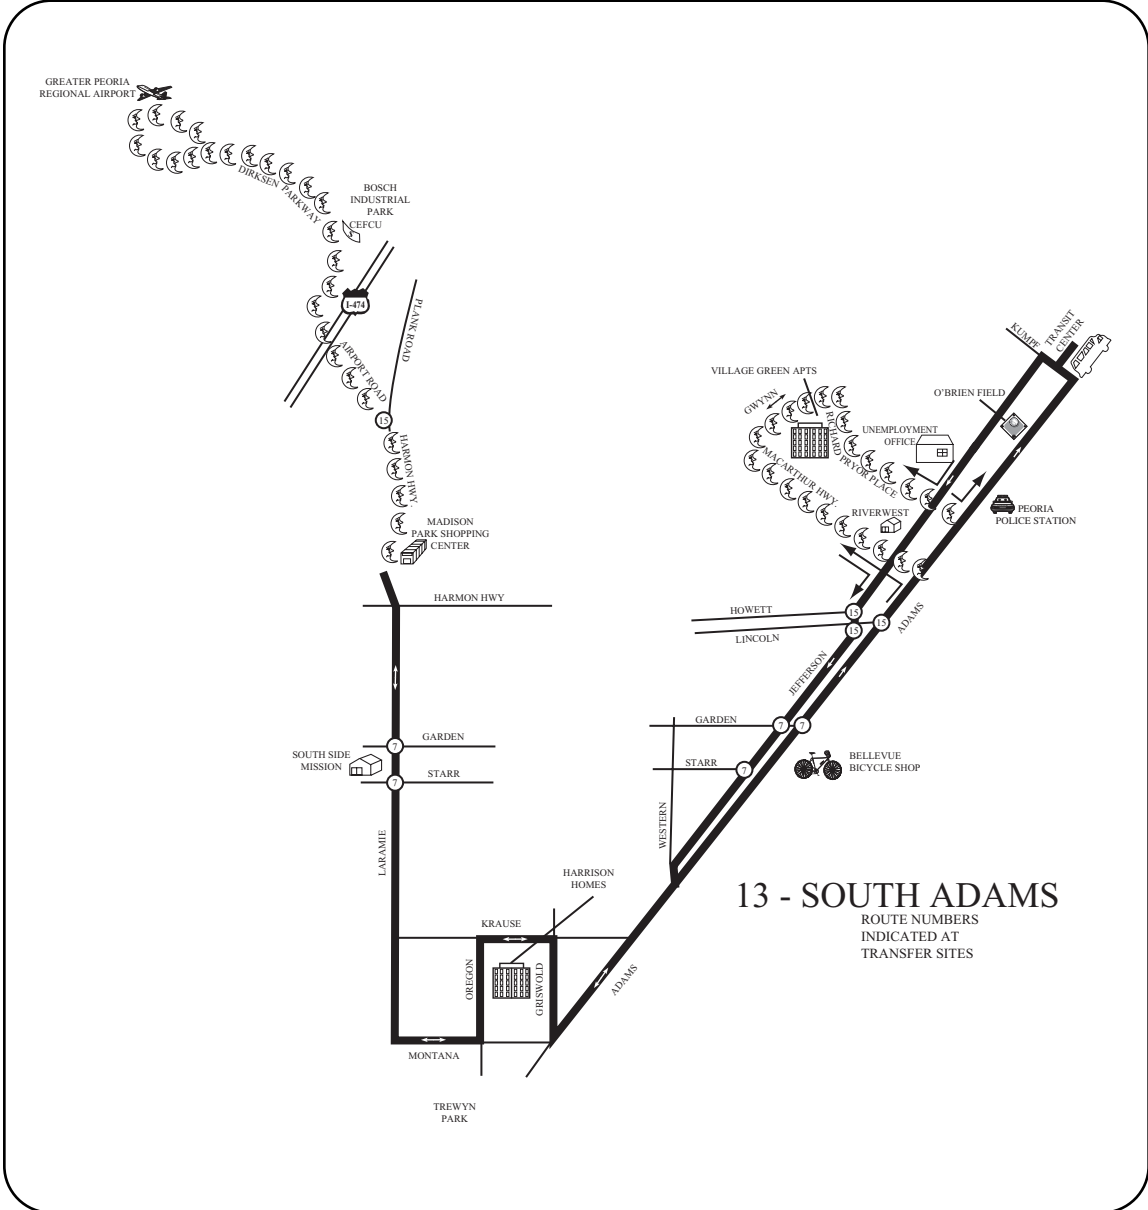 GREATER PEORIA
REGIONAL AIRPORT
DIRKSEN PARKWAY
BOSCH
INDUSTRIAL
PARK
CEFCU
$
I-474
PLANK ROAD
AIRPORT ROAD
15
HARMON HWY.
MADISON
PARK SHOPPING
CENTER
KUMPF
TRANSIT
CENTER
VILLAGE GREEN APTS
O'BRIEN FIELD
GWYNN
RICHARD PRYOR PLACE
UNEMPLOYMENT
OFFICE
MACARTHUR HWY.
RIVERWEST
PEORIA
POLICE STATION
HARMON HWY
HOWETT
15
LINCOLN
15
15
ADAMS
JEFFERSON
GARDEN
7
7
STARR
7
WESTERN
BELLEVUE
BICYCLE SHOP
7
GARDEN
SOUTH SIDE
MISSION
7
STARR
LARAMIE
HARRISON
HOMES
13 - SOUTH ADAMS
ROUTE NUMBERS
INDICATED AT
TRANSFER SITES
KRAUSE
OREGON
GRISWOLD
ADAMS
MONTANA
TREWYN
PARK